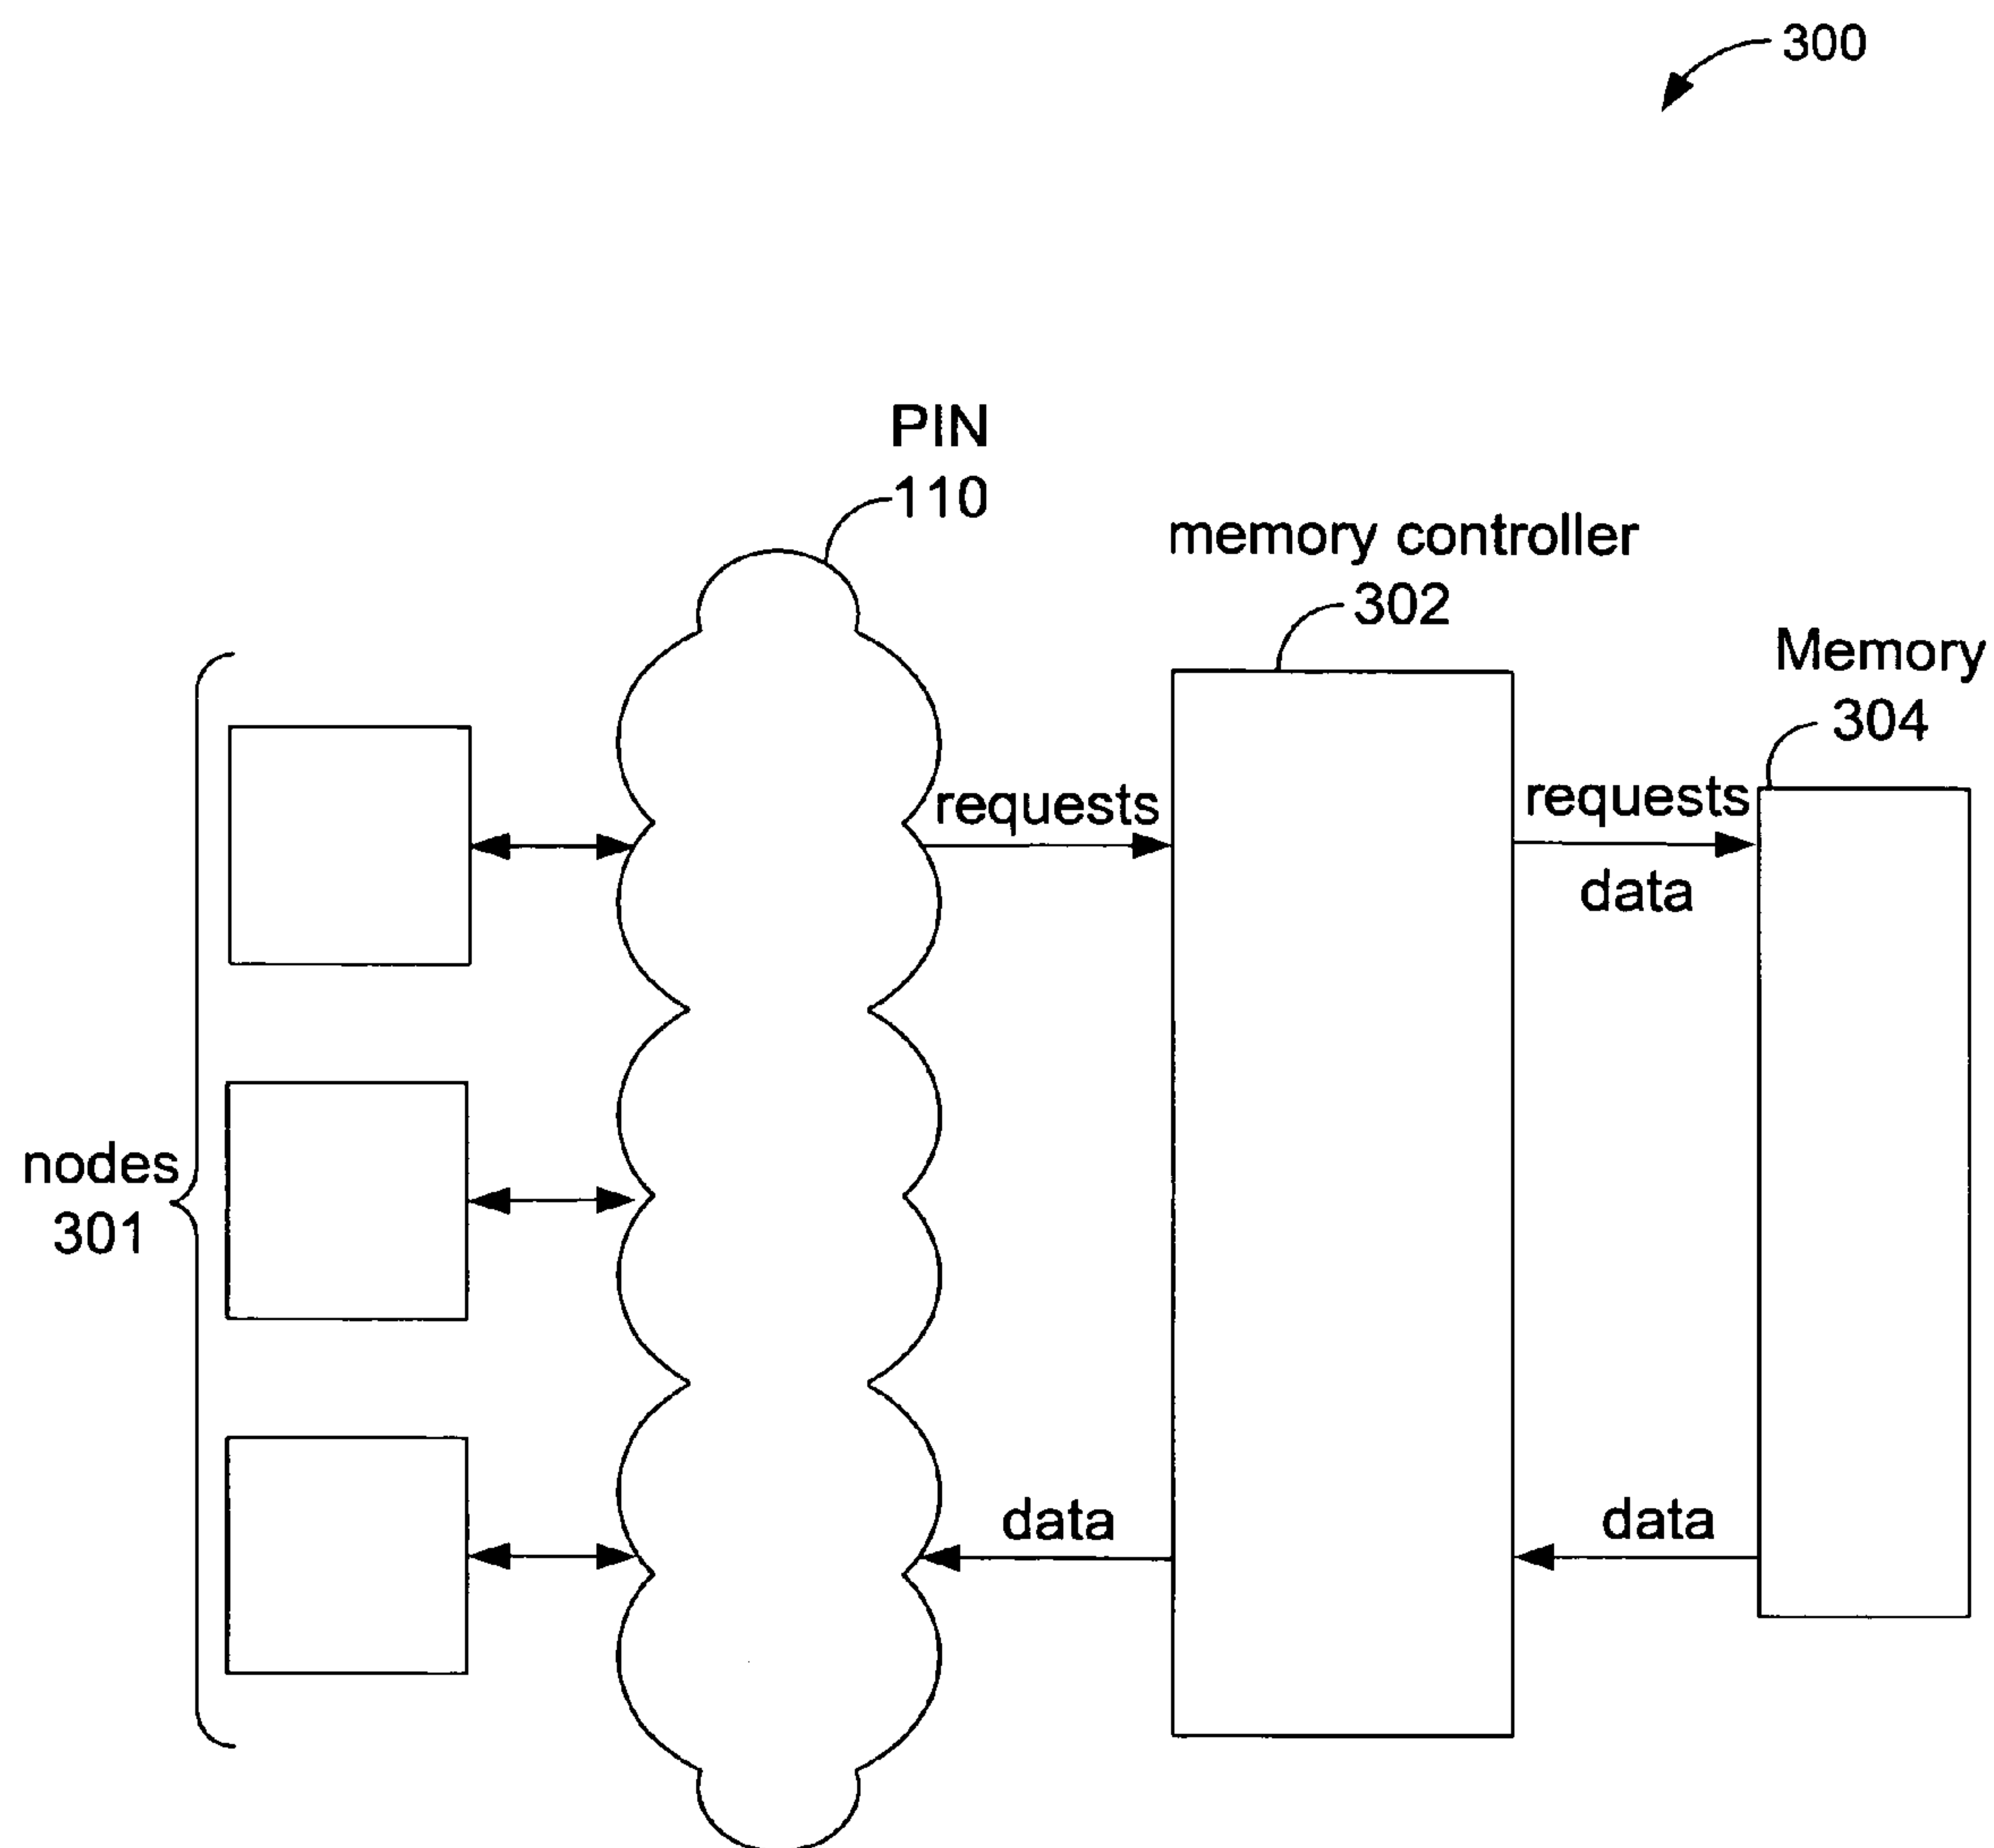 300
PIN
110
memory controller
302
Memory
304
requests
requests
data
nodes
301
data
data